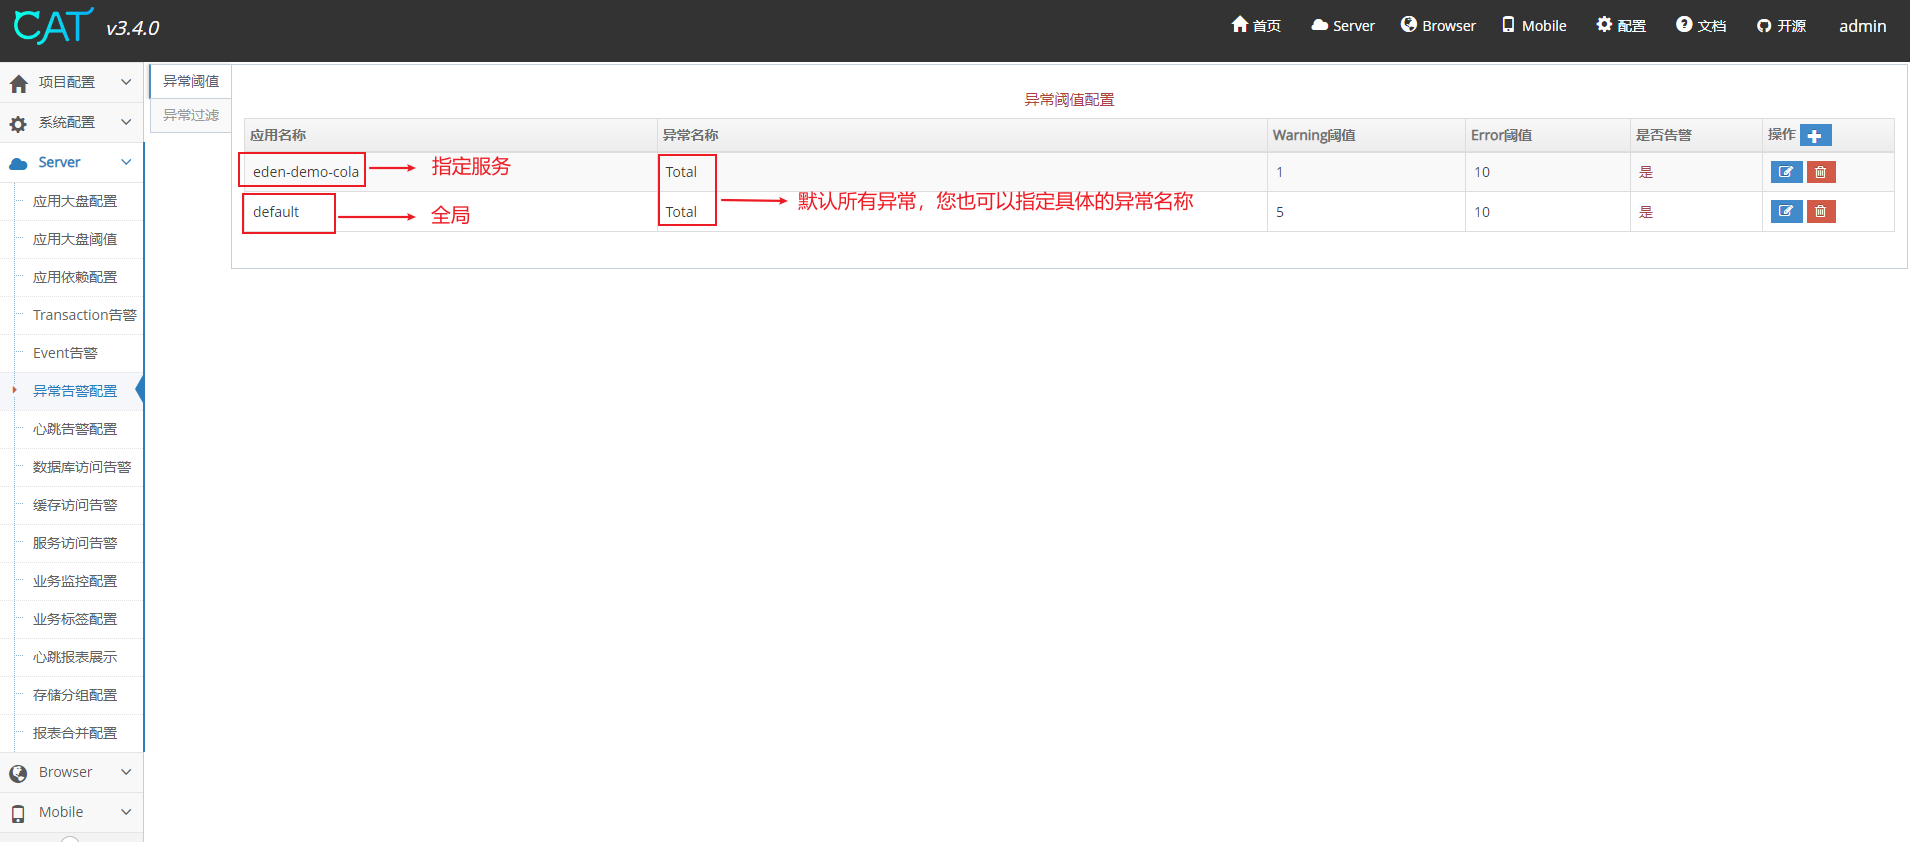 CAT v3.4.0
首页 Server Browser Mobile 配置 文档 开源 admin
项目配置
系统配置
Server
应用大盘配置
应用大盘阈值
应用依赖配置
Transaction告警
Event告警
异常告警配置
心跳告警配置
数据库访问告警
缓存访问告警
服务访问告警
业务监控配置
业务标签配置
心跳报表展示
存储分组配置
报表合并配置
Browser
Mobile
异常阈值
异常过滤
异常阈值配置
应用名称 异常名称 Warning阈值 Error阈值 是否告警 操作
eden-demo-cola 指定服务 Total 1 10 是
默认所有异常，您也可以指定具体的异常名称
default 全局 Total 5 10 是